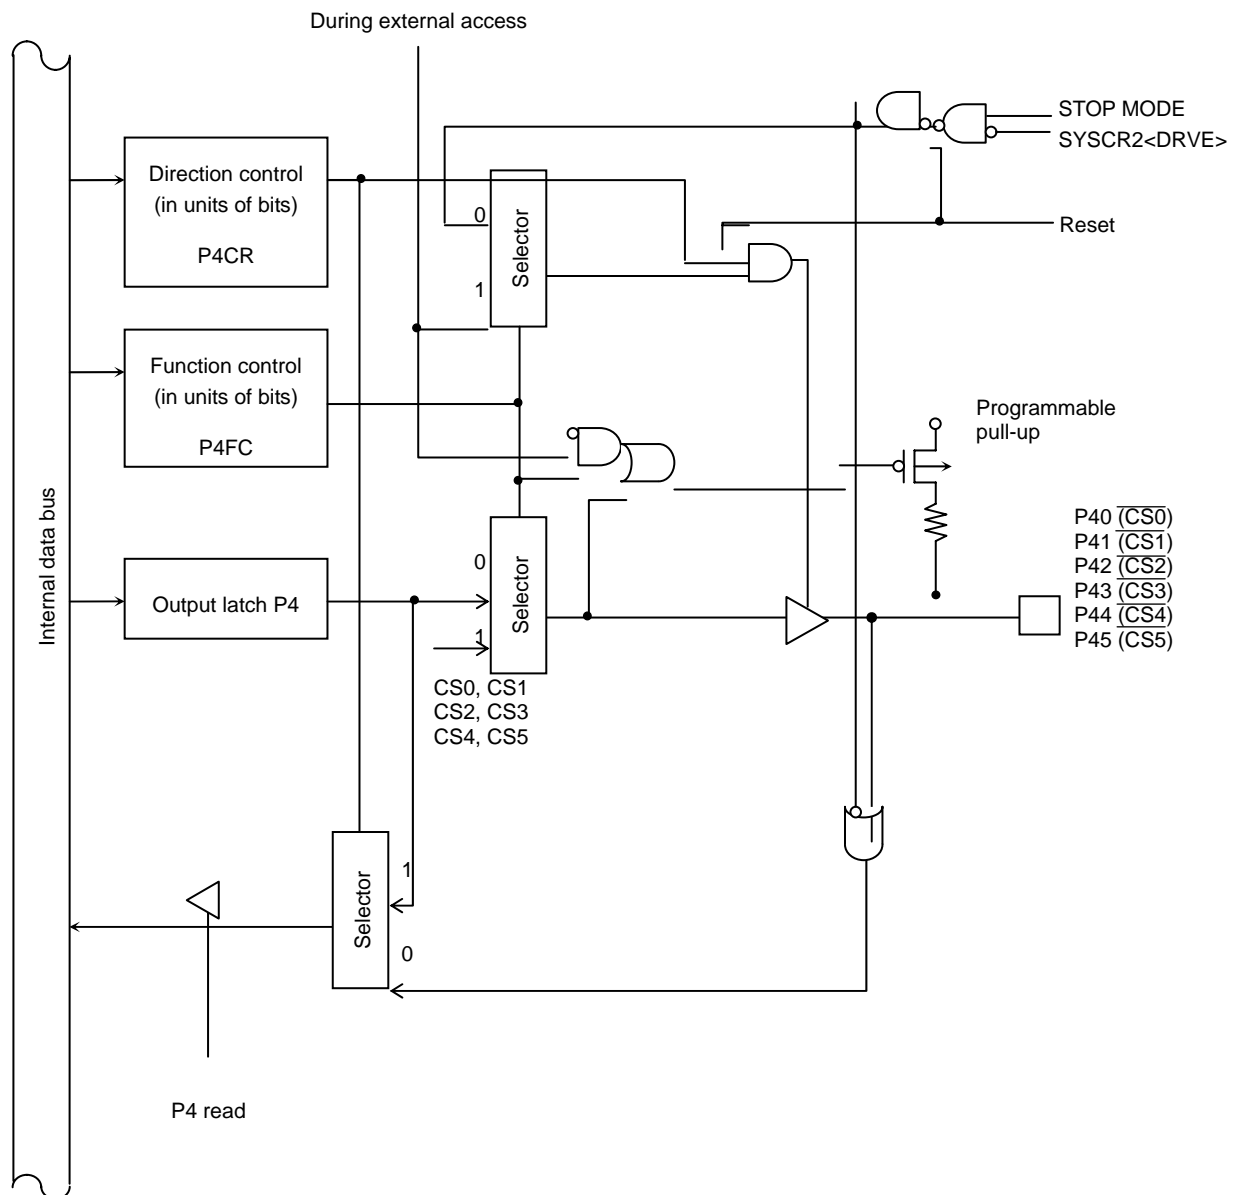 During external access
STOP MODE
SYSCR2<DRVE>
Direction control
(in units of bits)
P4CR
0
Selector
1
Reset
Function control
(in units of bits)
P4FC
Programmable
pull-up
Internal data bus
Output latch P4
0
Selector
1
P40 (CS0)
P41 (CS1)
P42 (CS2)
P43 (CS3)
P44 (CS4)
P45 (CS5)
CS0, CS1
CS2, CS3
CS4, CS5
1
Selector
0
P4 read